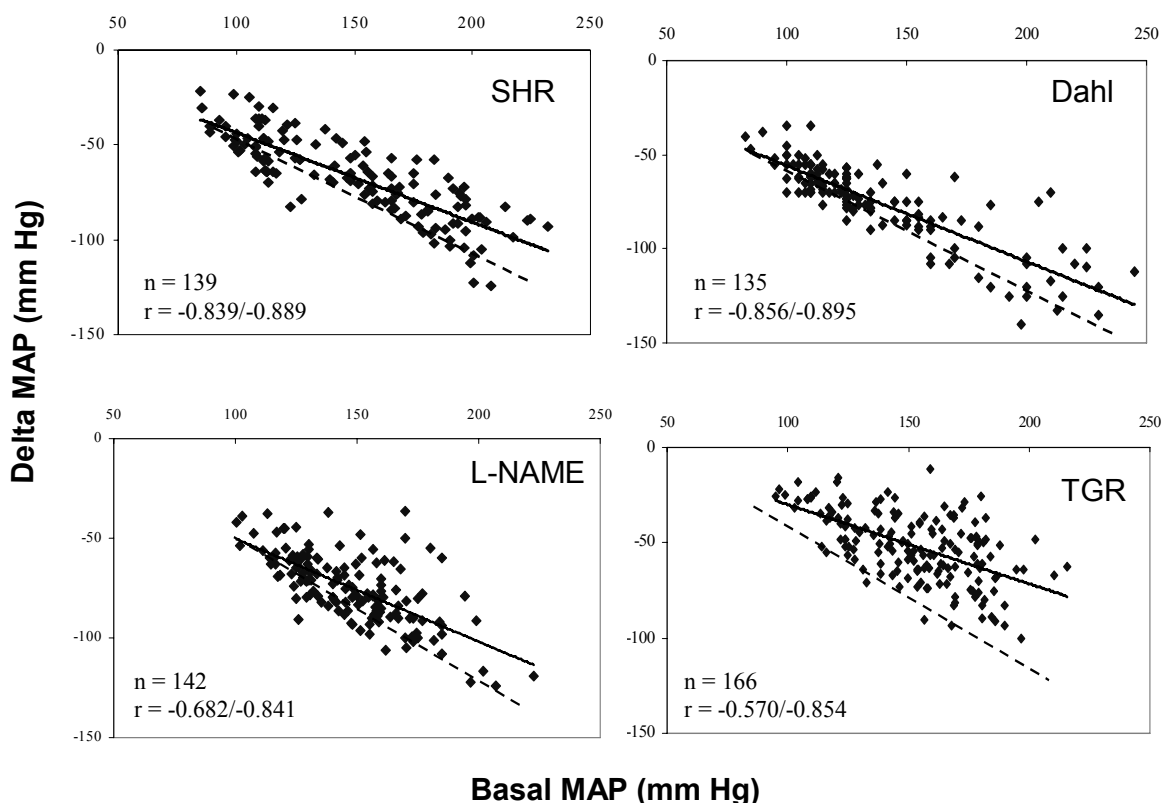 Delta MAP (mm Hg)
50 100 150 200 250
0
-50
-100
-150
SHR
n = 139
r = -0.839/-0.889
50 100 150 200 250
0
-50
-100
-150
Dahl
n = 135
r = -0.856/-0.895
50 100 150 200 250
0
-50
-100
-150
L-NAME
n = 142
r = -0.682/-0.841
50 100 150 200 250
0
-50
-100
-150
TGR
n = 166
r = -0.570/-0.854
Basal MAP (mm Hg)